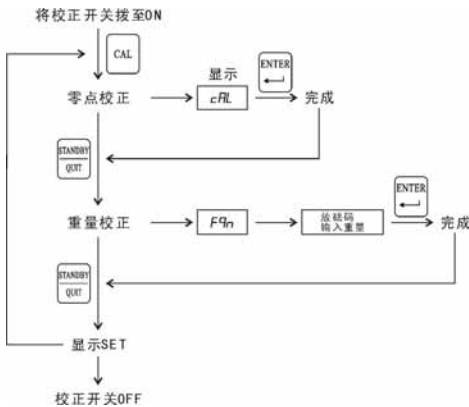 将校正开关拨至ON
CAL
显示
ENTER
零点校正
cAL
完成
STANDBY
QUIT
ENTER
重量校正
F9n
放祛码
输入重量
完成
STANDBY
QUIT
显示SET
校正开关OFF